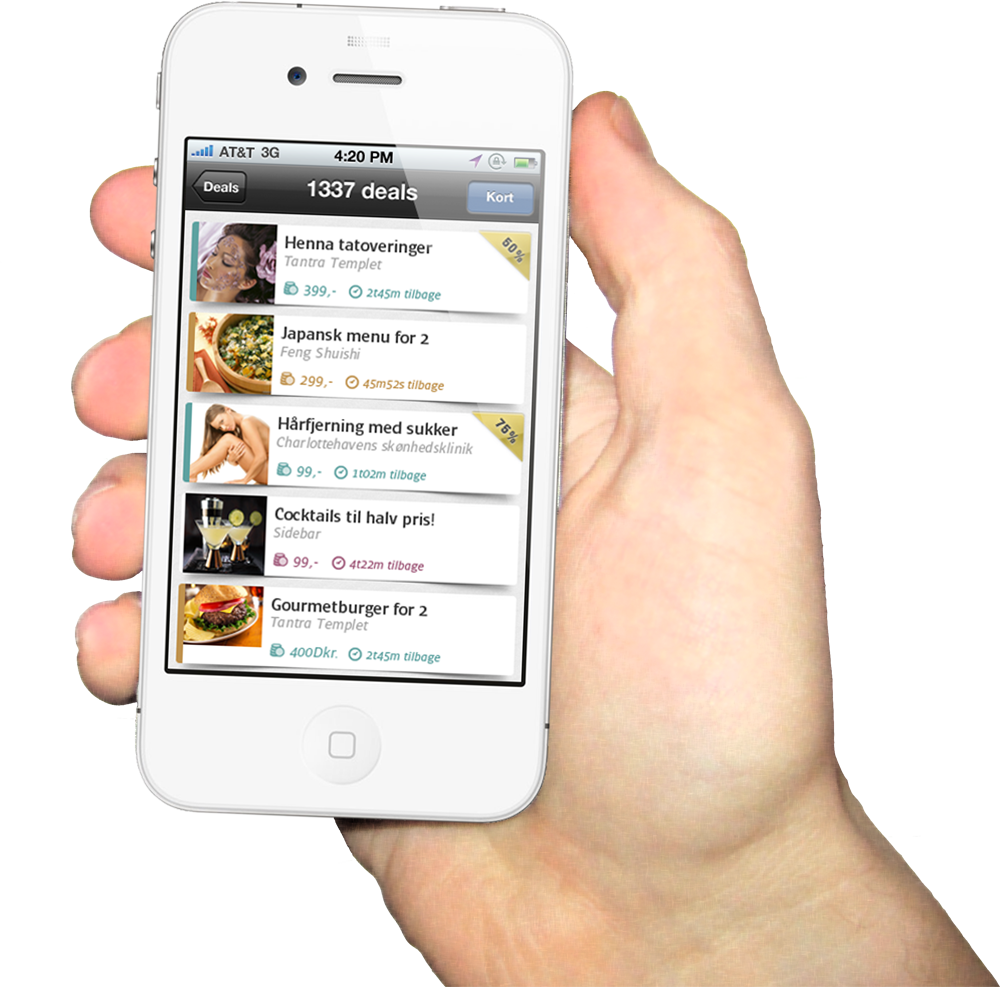 AT&T 3G 4:20 PM
Deals 1337 deals Kort
Henna tatoveringer 50%
Tantra Templet
399,- 2t45m tilbage
Japansk menu for 2
Feng Shuishi
299,- 45m52s tilbage
Hårfjerning med sukker 75%
Charlottehavens skønhedsklinik
99,- 1t02m tilbage
Cocktails til halv pris!
Sidebar
99,- 4t22m tilbage
Gourmetburger for 2
Tantra Templet
400Dkr. 2t45m tilbage